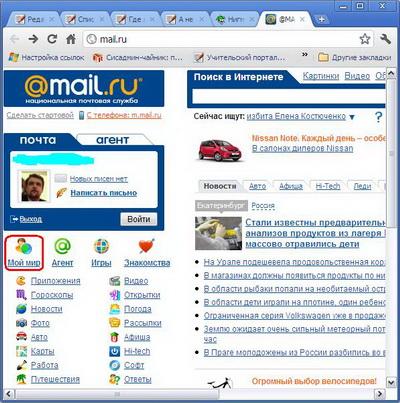 Реда
Спис
Где
А не
Нигм
@MA
mail.ru
Настройка ссылок
Сисадмин-чайник: п...
Учительский портал...
»
Другие закладки
@mail.ru
национальная почтовая служба
Сделать стартовой
С телефона: m.mail.ru
почта
агент
Новых писем нет
Написать письмо
Выход
Войти
Мой мир
Агент
Игры
Знакомства
Приложения
Видео
Гороскопы
Открытки
Новости
Погода
Фото
Рассылки
Авто
Афиша
Карты
Hi-tech
Работа
Софт
Путешествия
Ответы
Поиск в Интернете
Картинки
Видео
Об
Сейчас ищут: избита Елена Костюченко
Nissan Note. Каждый день – особе
В салонах дилеров Nissan
Новости
Авто
Афиша
Hi-Tech
Леди
Екатеринбург
Россия
Стали известны предварительн
анализов продуктов из лагеря
массово отравились дети
На Урале подешевела продовольственная кор
В магазинах должны появиться продукты по
В области рыбаки попали на необитаемый остр
В области дети играли на плотине, один ребено
Ограниченная серия Volkswagen уже в продаже
Землю ожидает очень сильный метеорный пот
В Праге молодожены из России разбились во
Огромный выбор велосипедов!